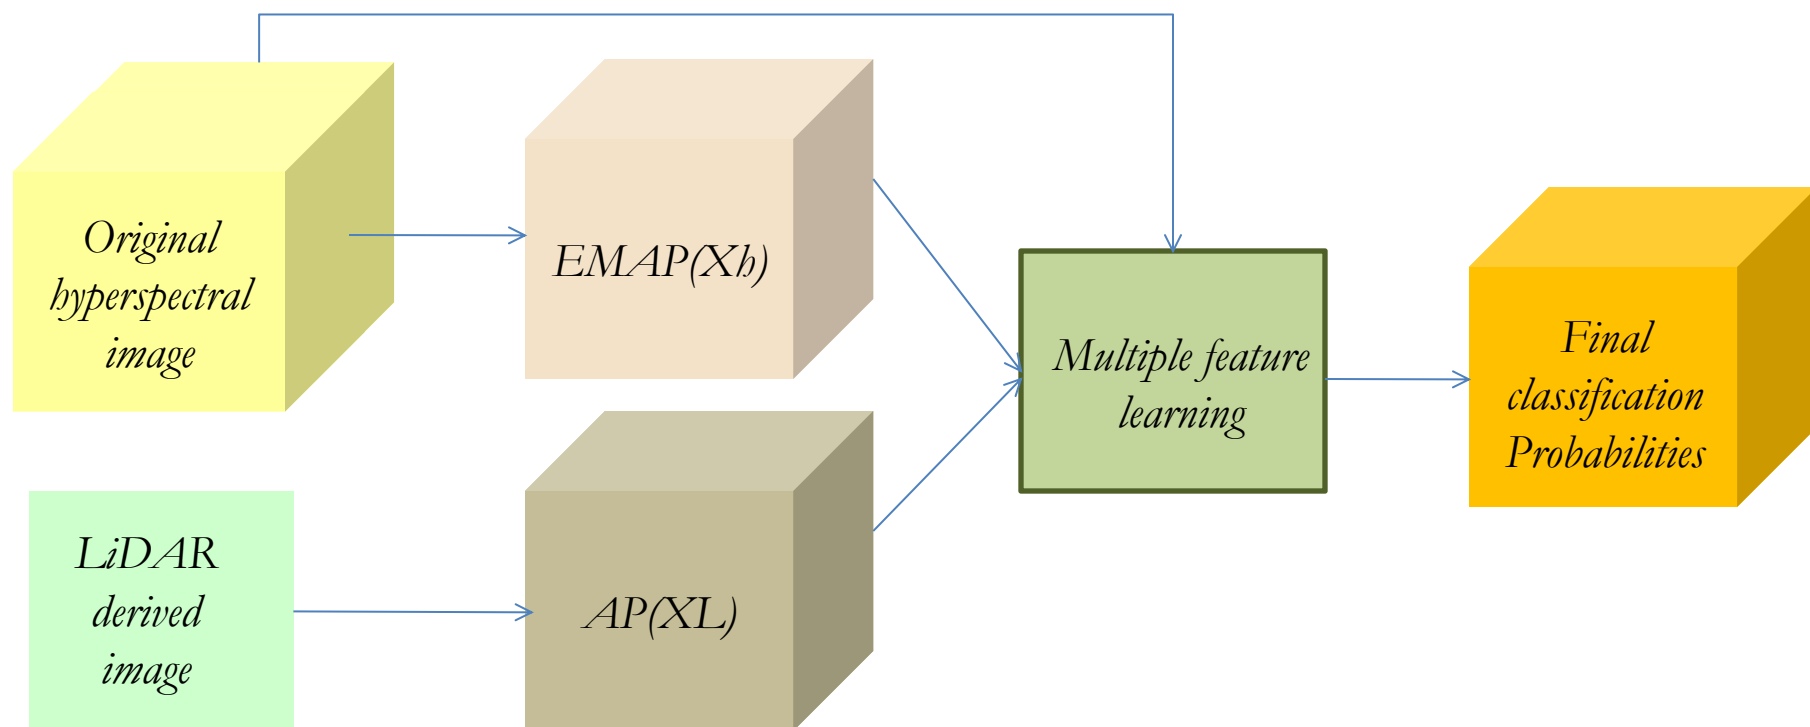 Original
hyperspectral
image
EMAP(Xh)
Multiple feature
learning
Final
classification
Probabilities
LiDAR
derived
image
AP(XL)